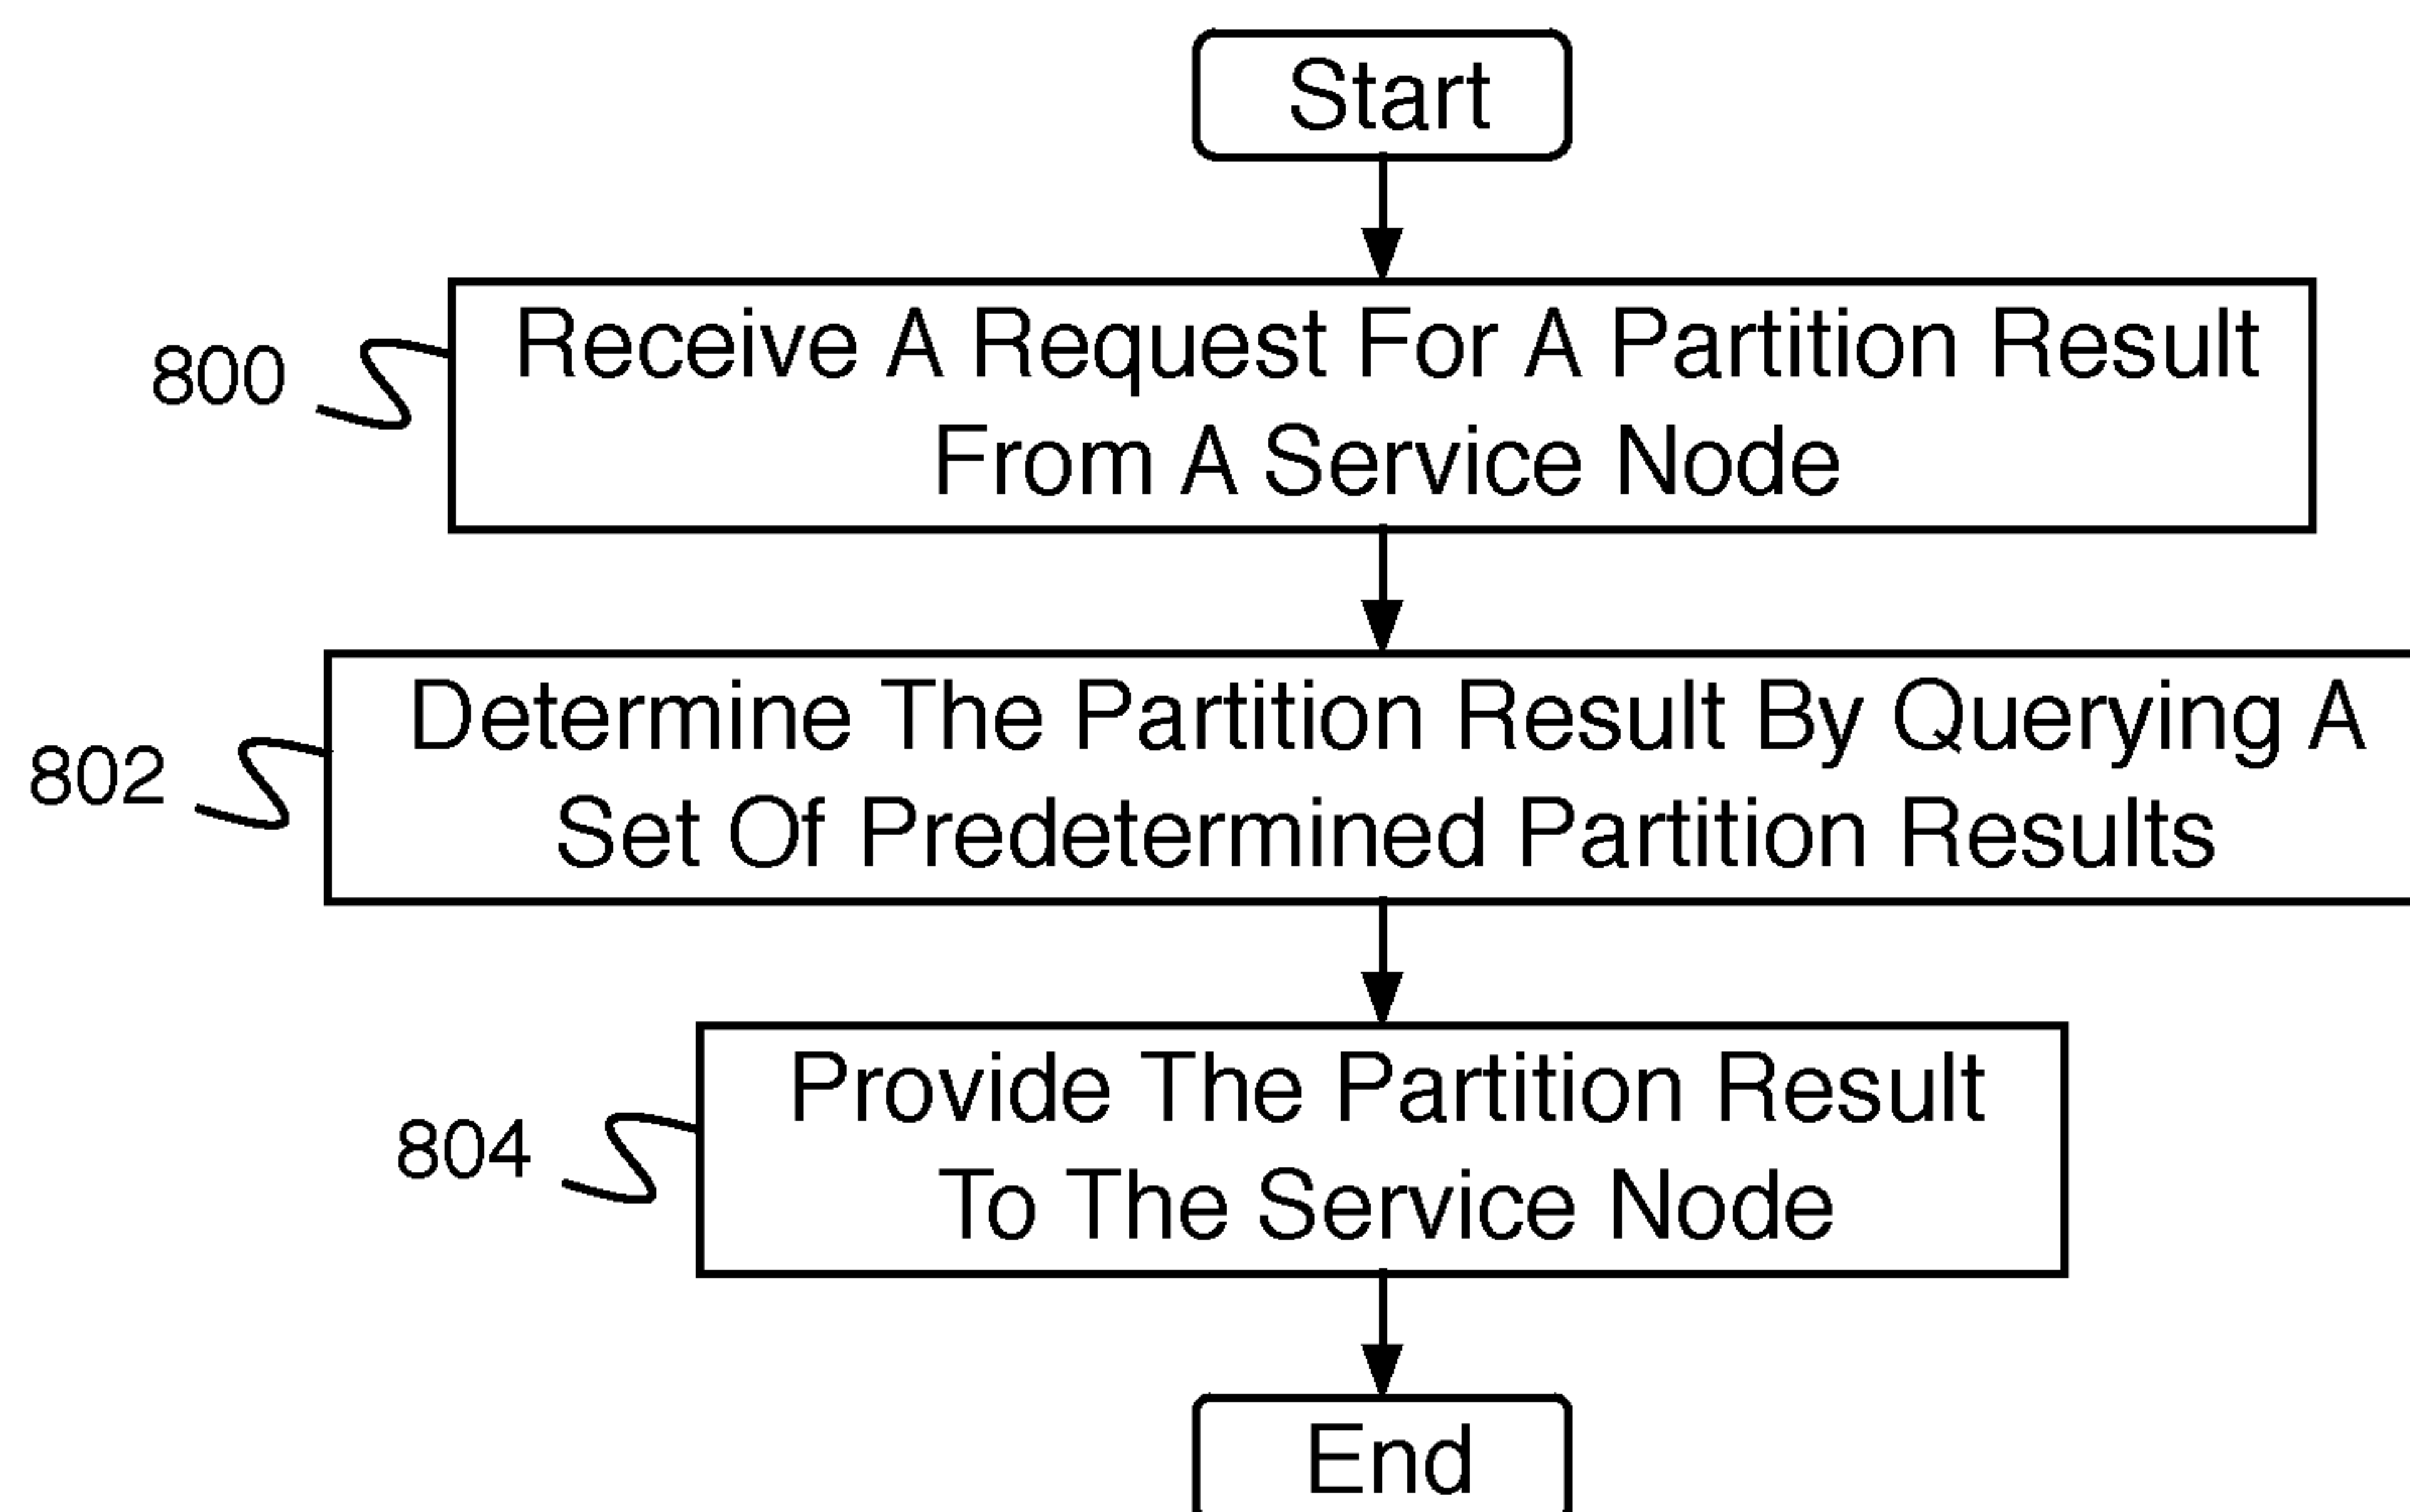 Start
800
Receive A Request For A Partition Result
From A Service Node
802
Determine The Partition Result By Querying A
Set Of Predetermined Partition Results
804
Provide The Partition Result
To The Service Node
End